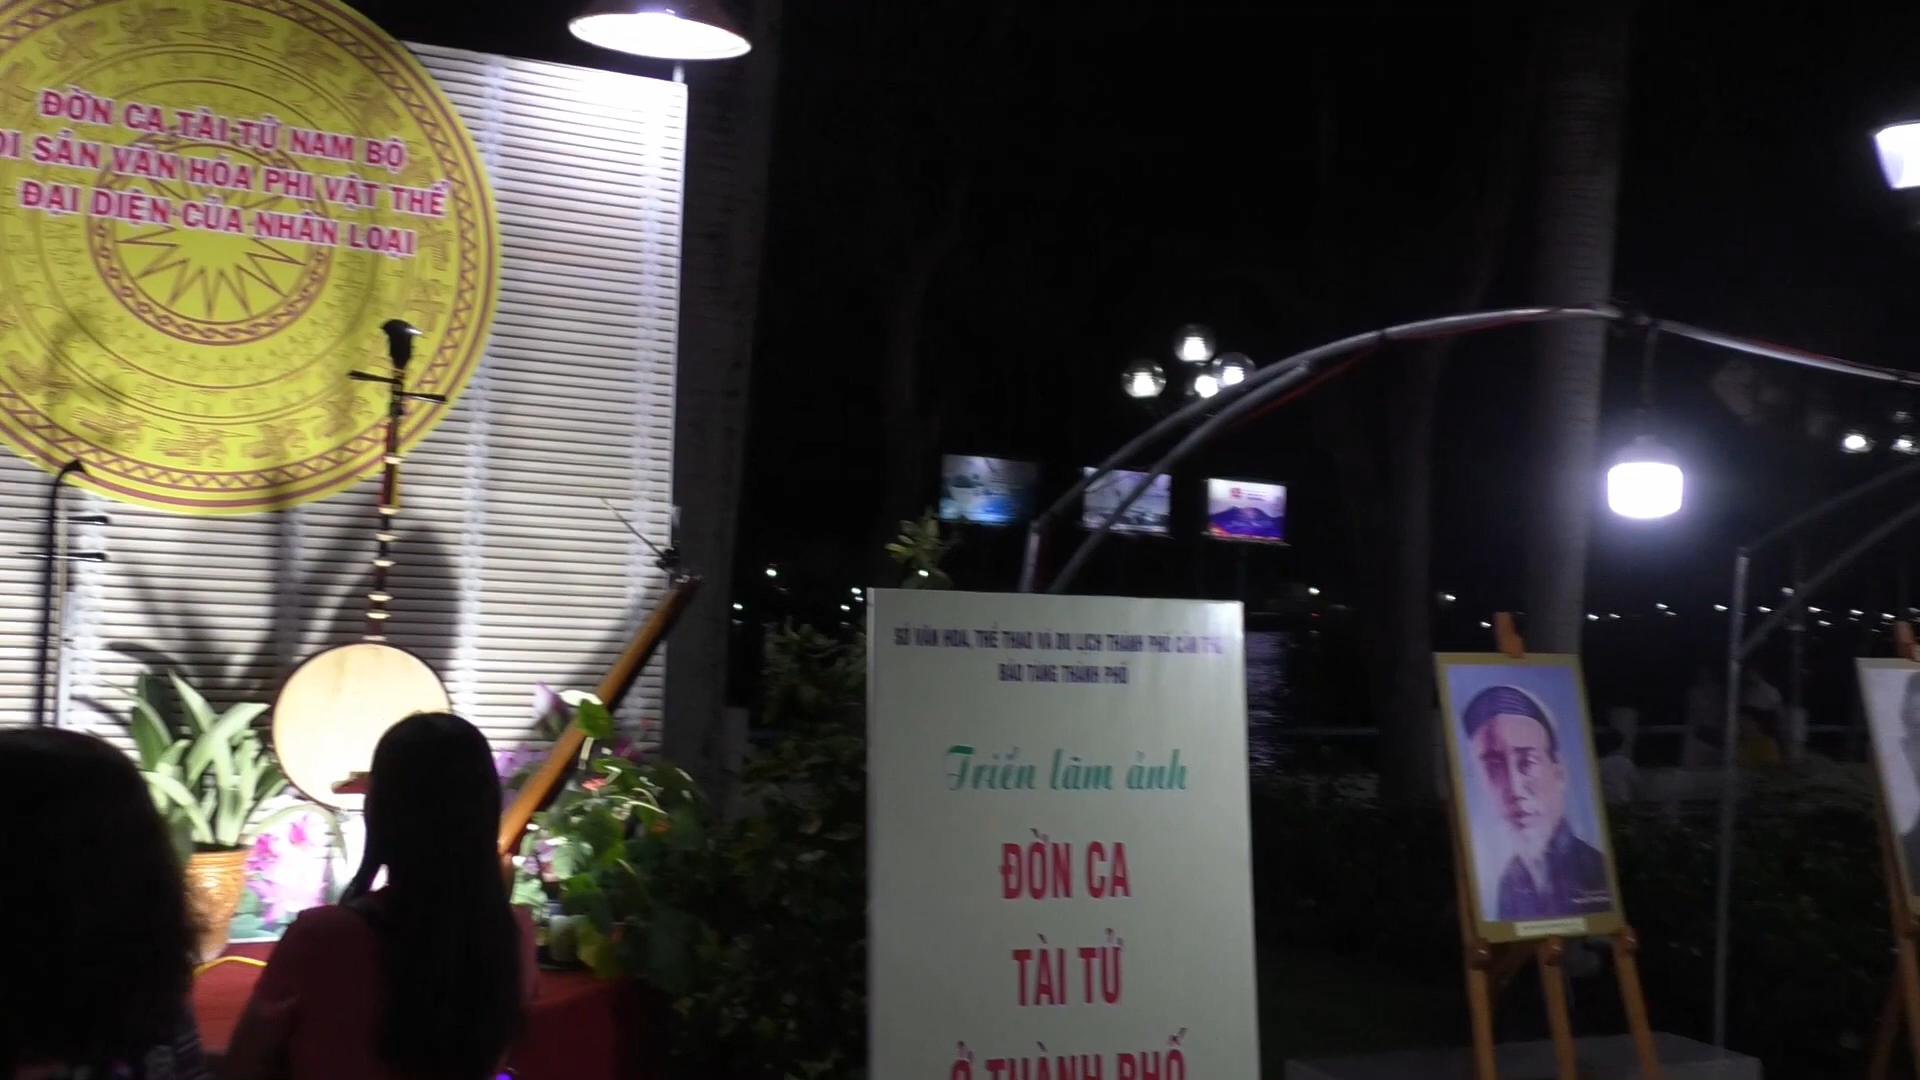 ĐỜN CA TÀI TỬ NAM BỘ
DI SẢN VĂN HÓA PHI VẬT THỂ
ĐẠI DIỆN CỦA NHÂN LOẠI
SỞ VĂN HÓA, THỂ THAO VÀ DU LỊCH THÀNH PHỐ CẦN THƠ
BẢO TÀNG THÀNH PHỐ
Triển lãm ảnh
ĐỜN CA
TÀI TỬ
Ở THÀNH PHỐ